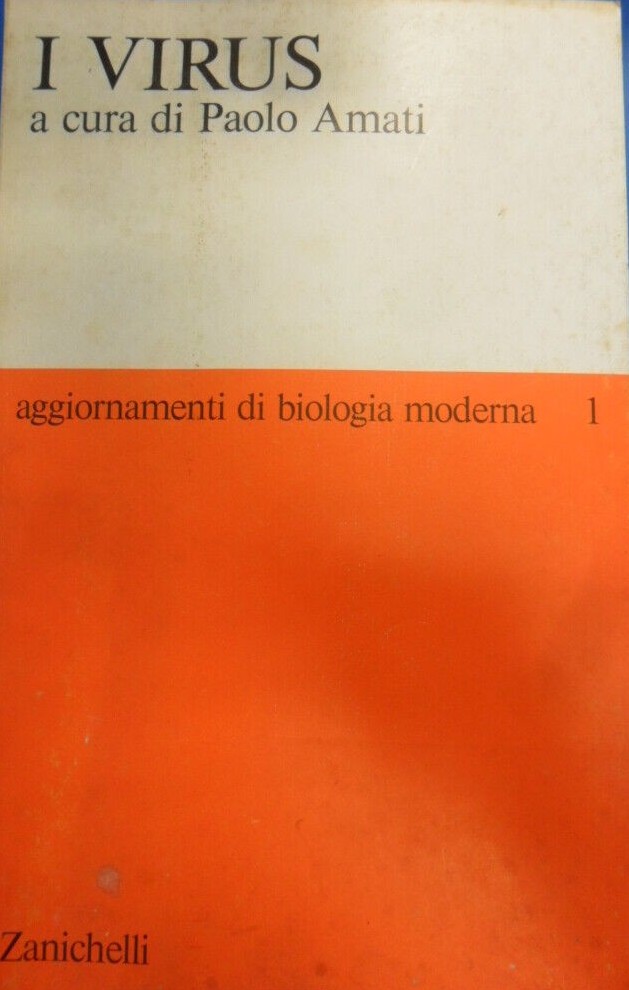 I VIRUS
a cura di Paolo Amati
aggiornamenti di biologia moderna 1
Zanichelli